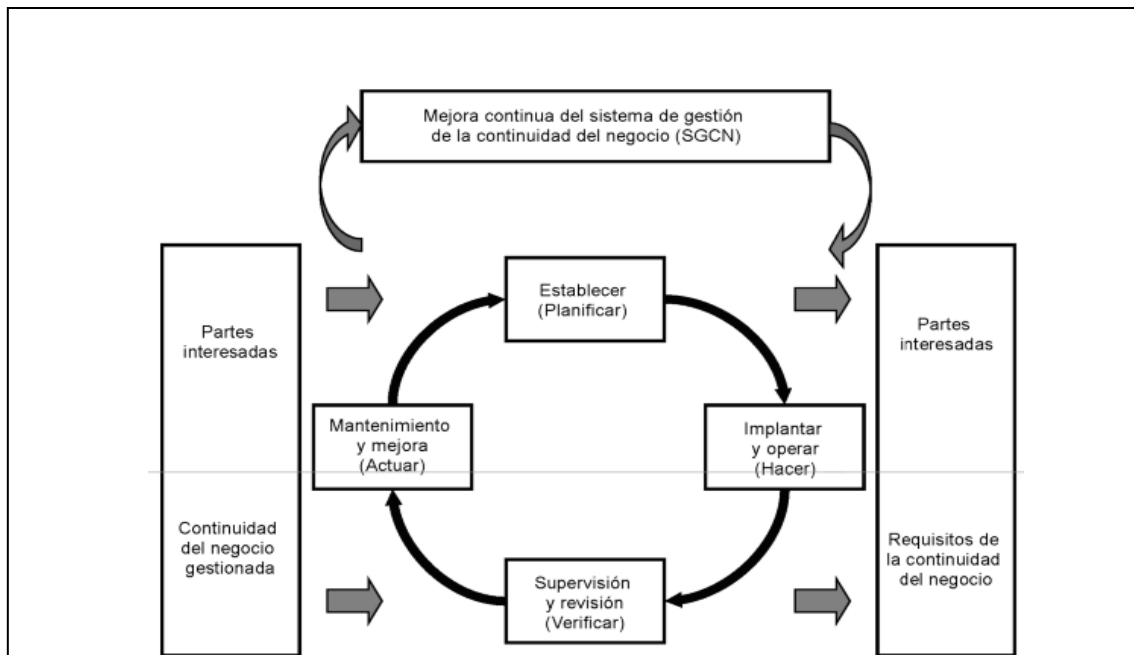 Mejora continua del sistema de gestión
de la continuidad del negocio (SGCN)
Establecer
(Planificar)
Partes
interesadas
Partes
interesadas
Mantenimiento
y mejora
(Actuar)
Implantar
y operar
(Hacer)
Continuidad
del negocio
gestionada
Requisitos de
la continuidad
del negocio
Supervisión
y revisión
(Verificar)